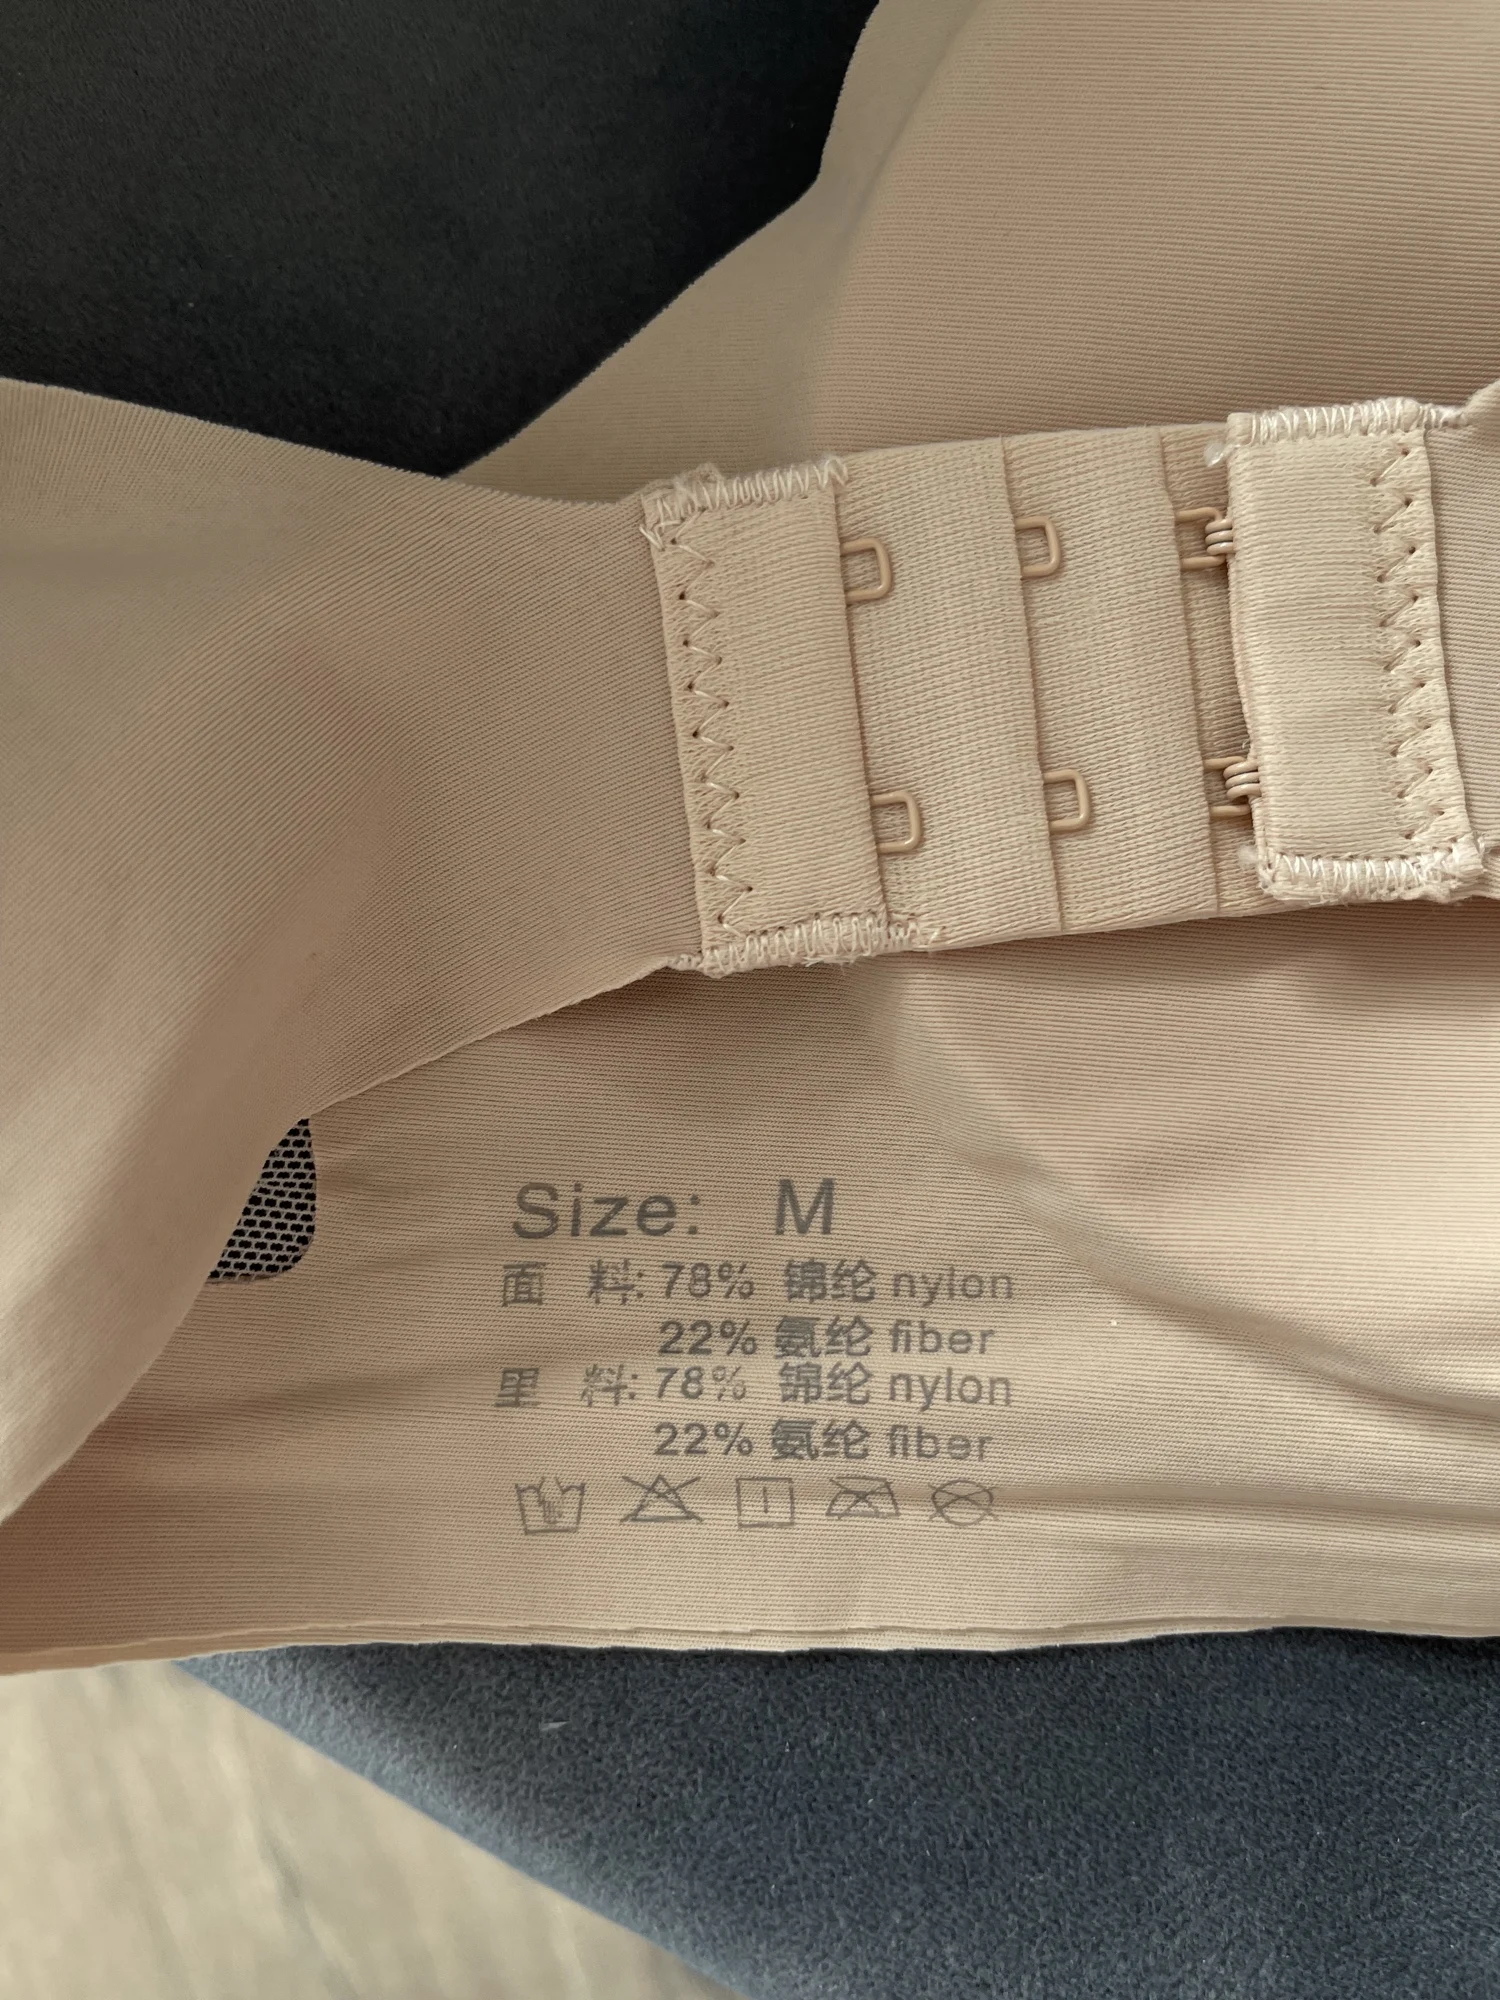 Size: M
面 料: 78% 锦纶 nylon
22% 氨纶 fiber
里 料: 78% 锦纶 nylon
22% 氨纶 fiber